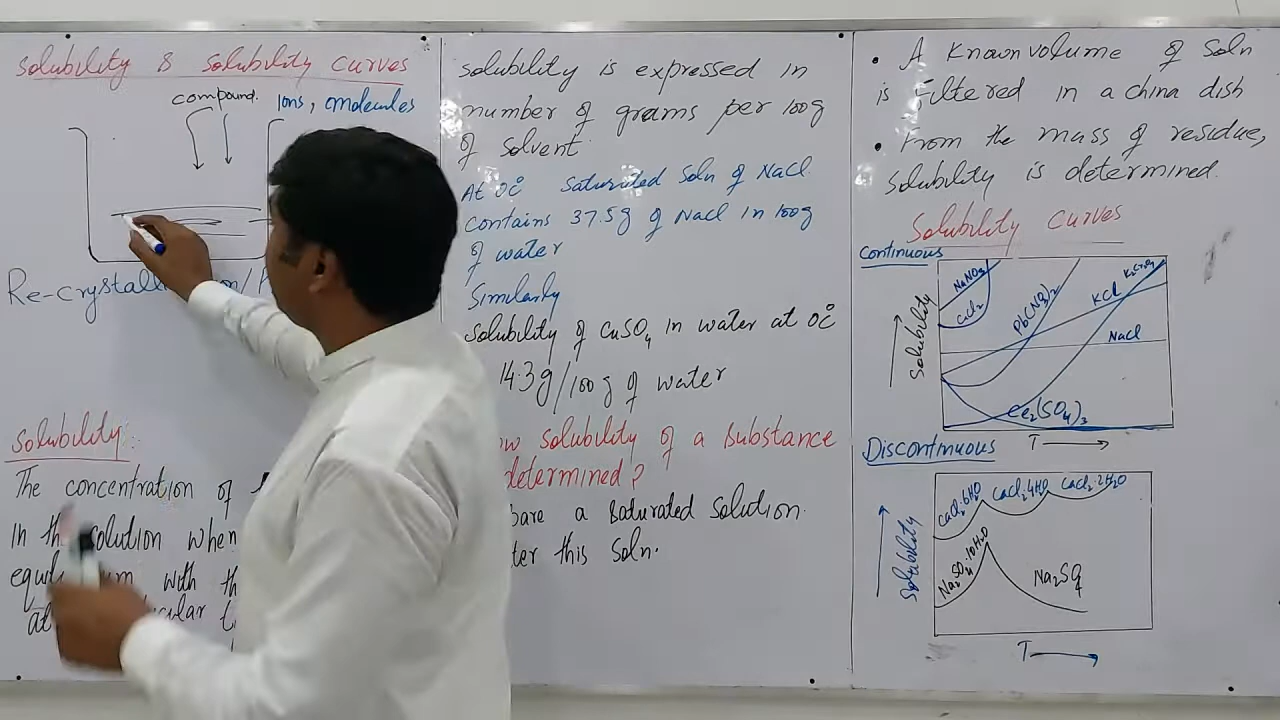 Solubility & Solubility curves
compound. Ions, molecules
Re-crystall
Solubility:
The concentration of
in the solution when
with th
at
Solubility is expressed in
number of grams per 100g
of solvent
At 0°C Saturated Soln of NaCl
contains 37.5g of NaCl in 100g
of water
Similarly
Solubility of CuSO4 in water at 0°C
14.3g/100g of water
Solubility of a Substance
determined?
a Saturated Solution.
this Soln.
• A Known volume of Soln
is Filtered in a china dish
• From the mass of residue,
solubility is determined.
Solubility curves
Continuous
Solubility
NaNO3
CaCl2
Pb(NO3)2
KCl
K2CrO4
NaCl
Ce2(SO4)3
T
Discontinuous
Solubility
CaCl2.6H2O
CaCl2.4H2O
CaCl2.2H2O
Na2SO4.10H2O
Na2SO4
T